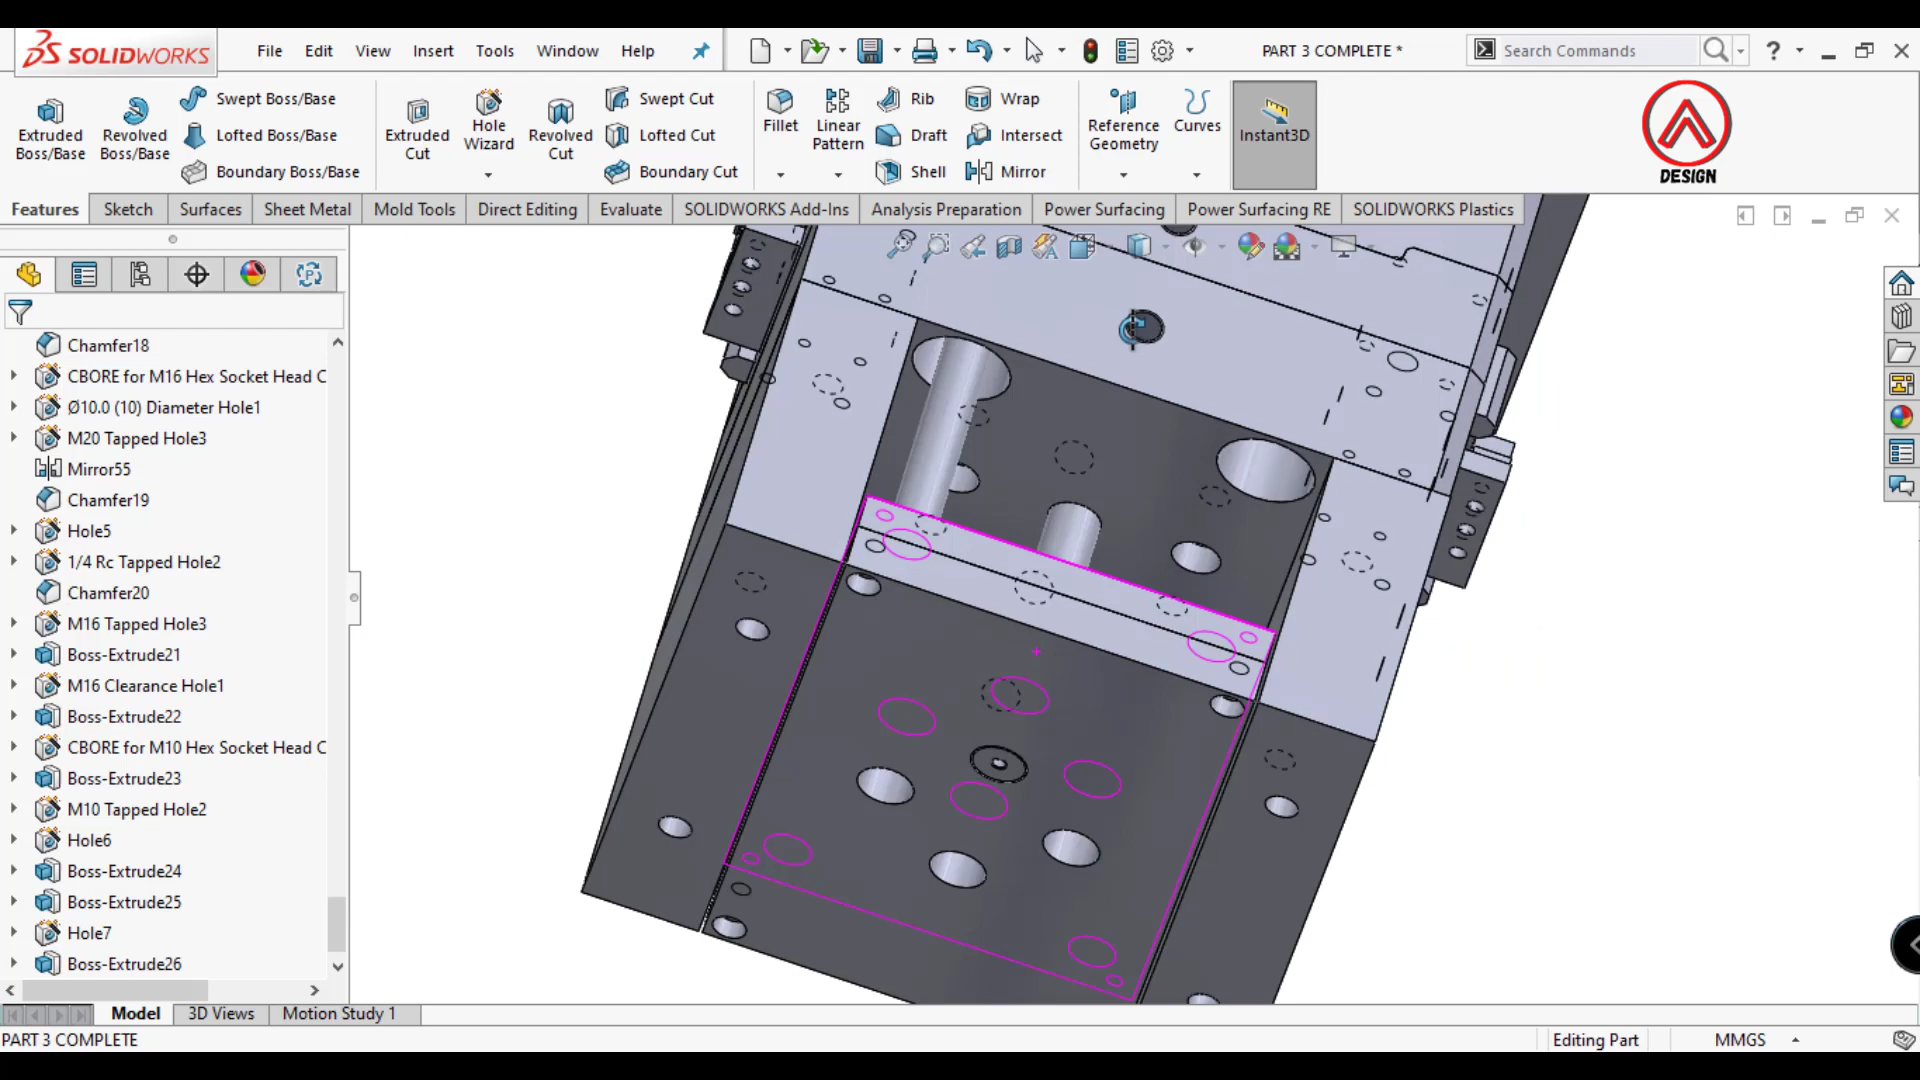 SOLIDWORKS File Edit View Insert Tools Window Help PART 3 COMPLETE * Search Commands ?
Extruded Boss/Base
Revolved Boss/Base
Swept Boss/Base
Lofted Boss/Base
Boundary Boss/Base
Extruded Cut
Hole Wizard
Revolved Cut
Swept Cut
Lofted Cut
Boundary Cut
Fillet
Linear Pattern
Rib
Draft
Shell
Wrap
Intersect
Mirror
Reference Geometry
Curves
Instant3D
DESIGN
Features Sketch Surfaces Sheet Metal Mold Tools Direct Editing Evaluate SOLIDWORKS Add-Ins Analysis Preparation Power Surfacing Power Surfacing RE SOLIDWORKS Plastics
Chamfer18
CBORE for M16 Hex Socket Head C
Ø10.0 (10) Diameter Hole1
M20 Tapped Hole3
Mirror55
Chamfer19
Hole5
1/4 Rc Tapped Hole2
Chamfer20
M16 Tapped Hole3
Boss-Extrude21
M16 Clearance Hole1
Boss-Extrude22
CBORE for M10 Hex Socket Head C
Boss-Extrude23
M10 Tapped Hole2
Hole6
Boss-Extrude24
Boss-Extrude25
Hole7
Boss-Extrude26
Model 3D Views Motion Study 1
PART 3 COMPLETE Editing Part MMGS